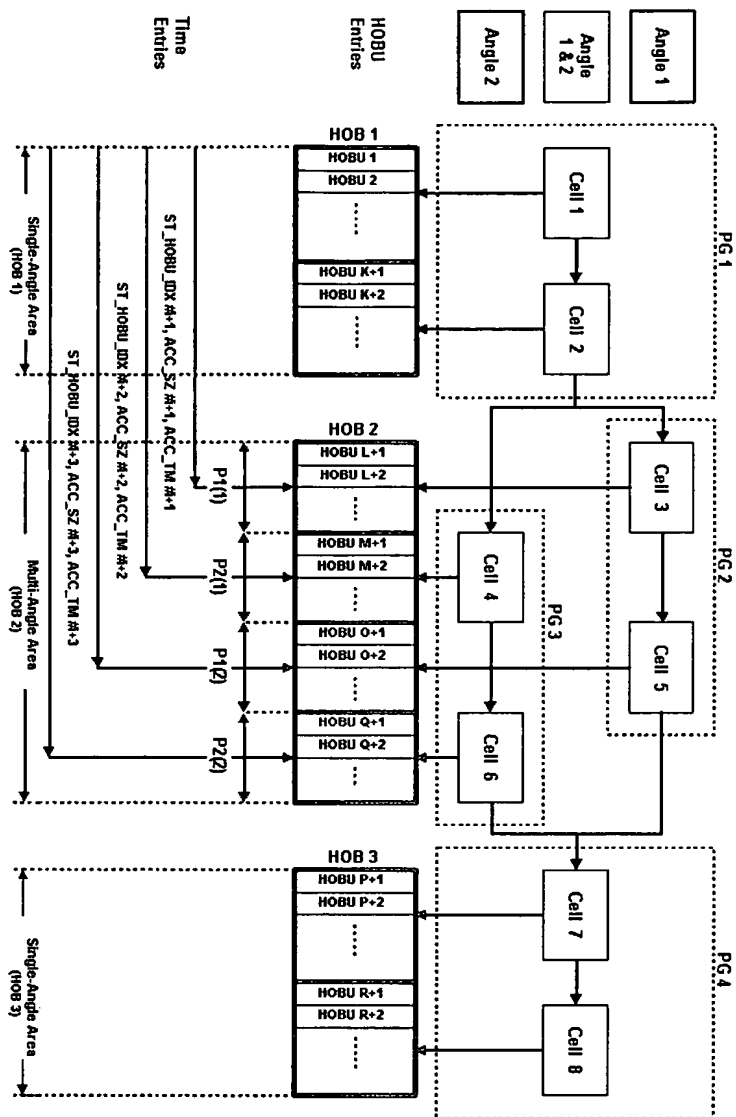 Angle 1
Angle
1 & 2
Angle 2
HOBU
Entries
Time
Entries
PG 1
Cell 1
Cell 2
PG 2
Cell 3
Cell 5
PG 3
Cell 4
Cell 6
PG 4
Cell 7
Cell 8
HOB 1
HOBU 1
HOBU 2
......
HOBU K+1
HOBU K+2
......
HOB 2
HOBU L+1
HOBU L+2
......
HOBU M+1
HOBU M+2
......
HOBU O+1
HOBU O+2
......
HOBU Q+1
HOBU Q+2
......
HOB 3
HOBU P+1
HOBU P+2
......
HOBU R+1
HOBU R+2
......
P1(1)
P2(1)
P1(2)
P2(2)
ST_HOBU_IDX #i+1, ACC_SZ #i+1, ACC_TM #i+1
ST_HOBU_IDX #i+2, ACC_SZ #i+2, ACC_TM #i+2
ST_HOBU_IDX #i+3, ACC_SZ #i+3, ACC_TM #i+3
Single-Angle Area
(HOB 1)
Multi-Angle Area
(HOB 2)
Single-Angle Area
(HOB 3)